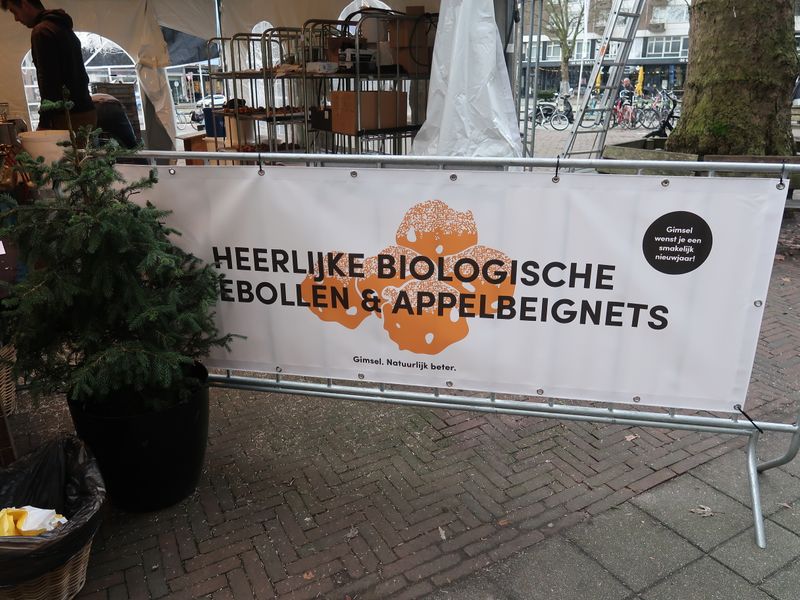 HEERLIJKE BIOLOGISCHE
EBOLLEN & APPELBEIGNETS
Gimsel. Natuurlijk beter.
Gimsel
wenst je een
smakelijk
nieuwjaar!